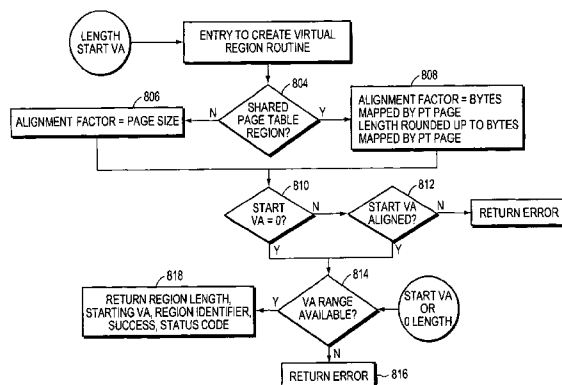 LENGTH
START VA
ENTRY TO CREATE VIRTUAL
REGION ROUTINE
804
806
808
SHARED
PAGE TABLE
REGION?
N
Y
ALIGNMENT FACTOR = PAGE SIZE
ALIGNMENT FACTOR = BYTES
MAPPED BY PT PAGE
LENGTH ROUNDED UP TO BYTES
MAPPED BY PT PAGE
810
812
START
VA = 0?
N
START VA
ALIGNED?
N
RETURN ERROR
Y
Y
818
814
RETURN REGION LENGTH,
STARTING VA, REGION IDENTIFIER,
SUCCESS, STATUS CODE
Y
VA RANGE
AVAILABLE?
START VA
OR
0 LENGTH
N
RETURN ERROR
816